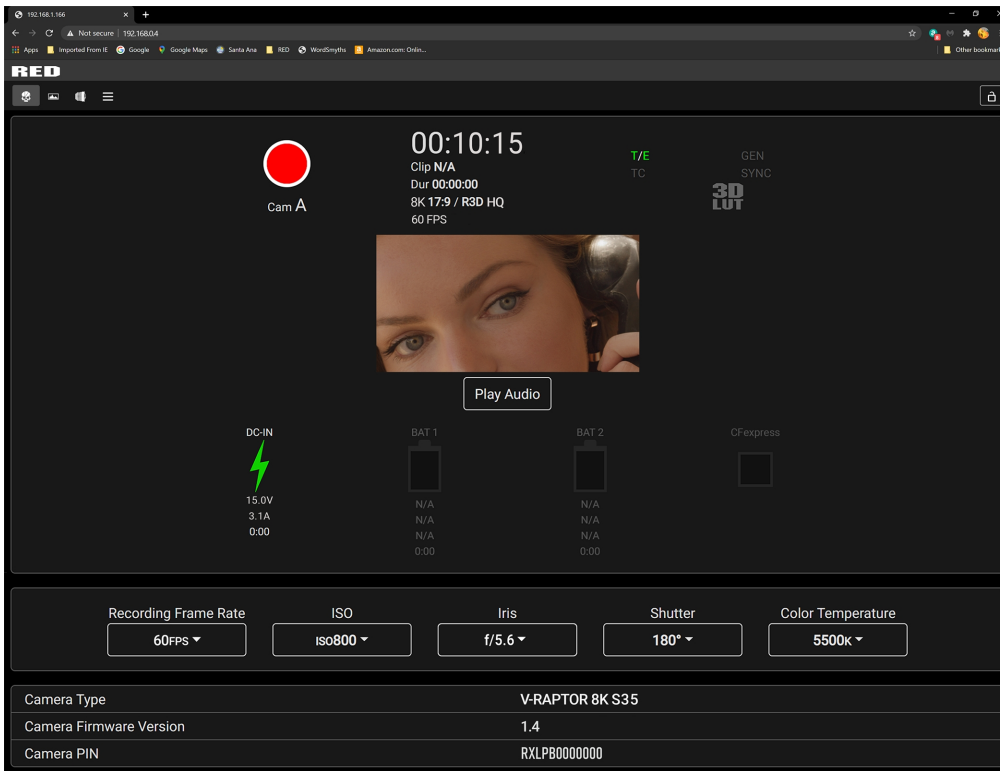 192.168.1.166
Not secure | 192.168.0.4
Apps Imported From IE Google Google Maps Santa Ana RED WordSmyths Amazon.com: Onlin... Other bookmark
RED
00:10:15
Clip N/A
Dur 00:00:00
8K 17:9 / R3D HQ
60 FPS
Cam A
T/E
TC
GEN
SYNC
3D
LUT
Play Audio
DC-IN
15.0V
3.1A
0:00
BAT 1
N/A
N/A
N/A
0:00
BAT 2
N/A
N/A
N/A
0:00
CFexpress
Recording Frame Rate ISO Iris Shutter Color Temperature
60FPS ISO800 f/5.6 180° 5500K
Camera Type V-RAPTOR 8K S35
Camera Firmware Version 1.4
Camera PIN RXLPB0000000